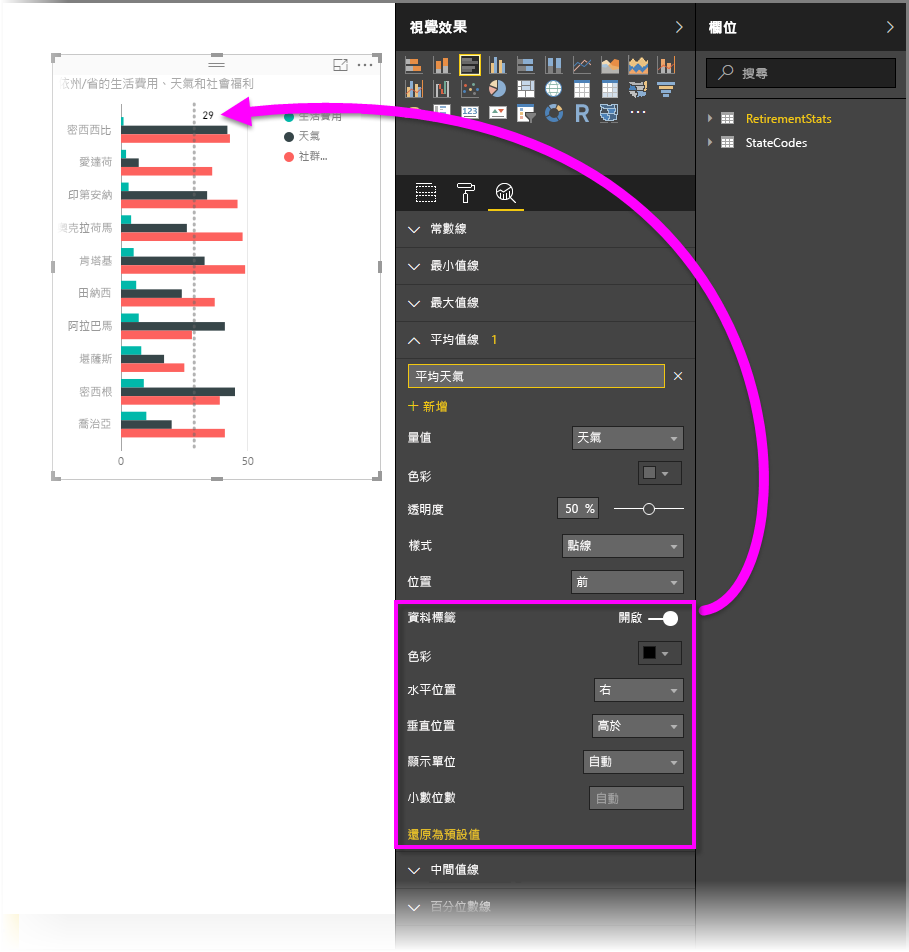 視覺效果
欄位
搜尋
RetirementStats
StateCodes
依州/省的生活費用、天氣和社會福利
29
生活費用
天氣
社群...
密西西比
愛達荷
印第安納
奧克拉荷馬
肯塔基
田納西
阿拉巴馬
堪薩斯
密西根
喬治亞
0
50
R
123
常數線
最小值線
最大值線
平均值線 1
平均天氣
新增
量值
天氣
色彩
透明度
50 %
樣式
點線
位置
前
資料標籤
開啟
色彩
水平位置
右
垂直位置
高於
顯示單位
自動
小數位數
自動
還原為預設值
中間值線
百分位數線